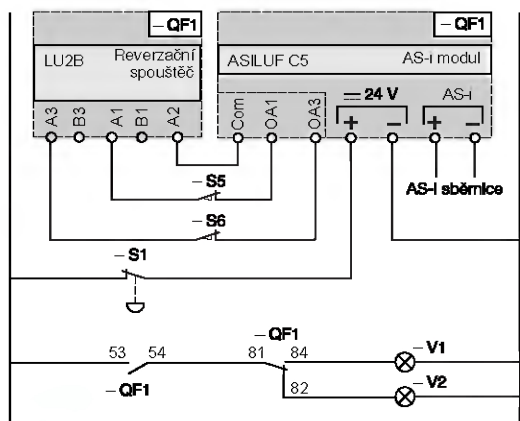 – QF1
– QF1
LU2B
Reverzační
spouštěč
ASILUF C5
AS-i modul
A3
B3
A1
B1
A2
Com
OA1
OA3
24 V
AS-i
+
–
+
–
– S5
AS-I sběrnice
– S6
– S1
– QF1
53
54
81
84
– V1
– QF1
82
– V2